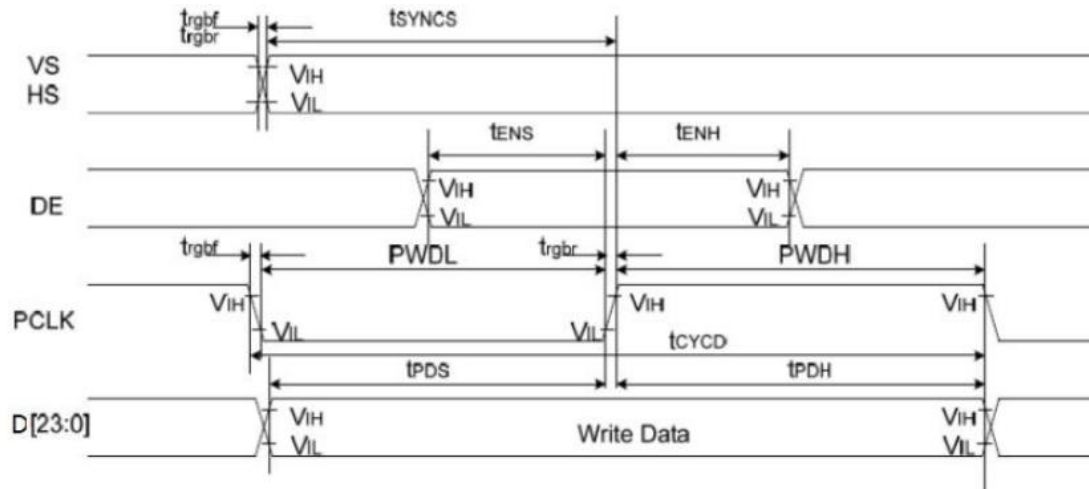 trgbf tSYNCS
trgbr
VS VIH
HS VIL
tENS tENH
DE VIH VIH
VIL VIL
trgbf PWDL trgbr PWDH
VIH VIH VIH
PCLK VIL VIL
tCYCD
tPDS tPDH
D[23:0] VIH Write Data VIH
VIL VIL